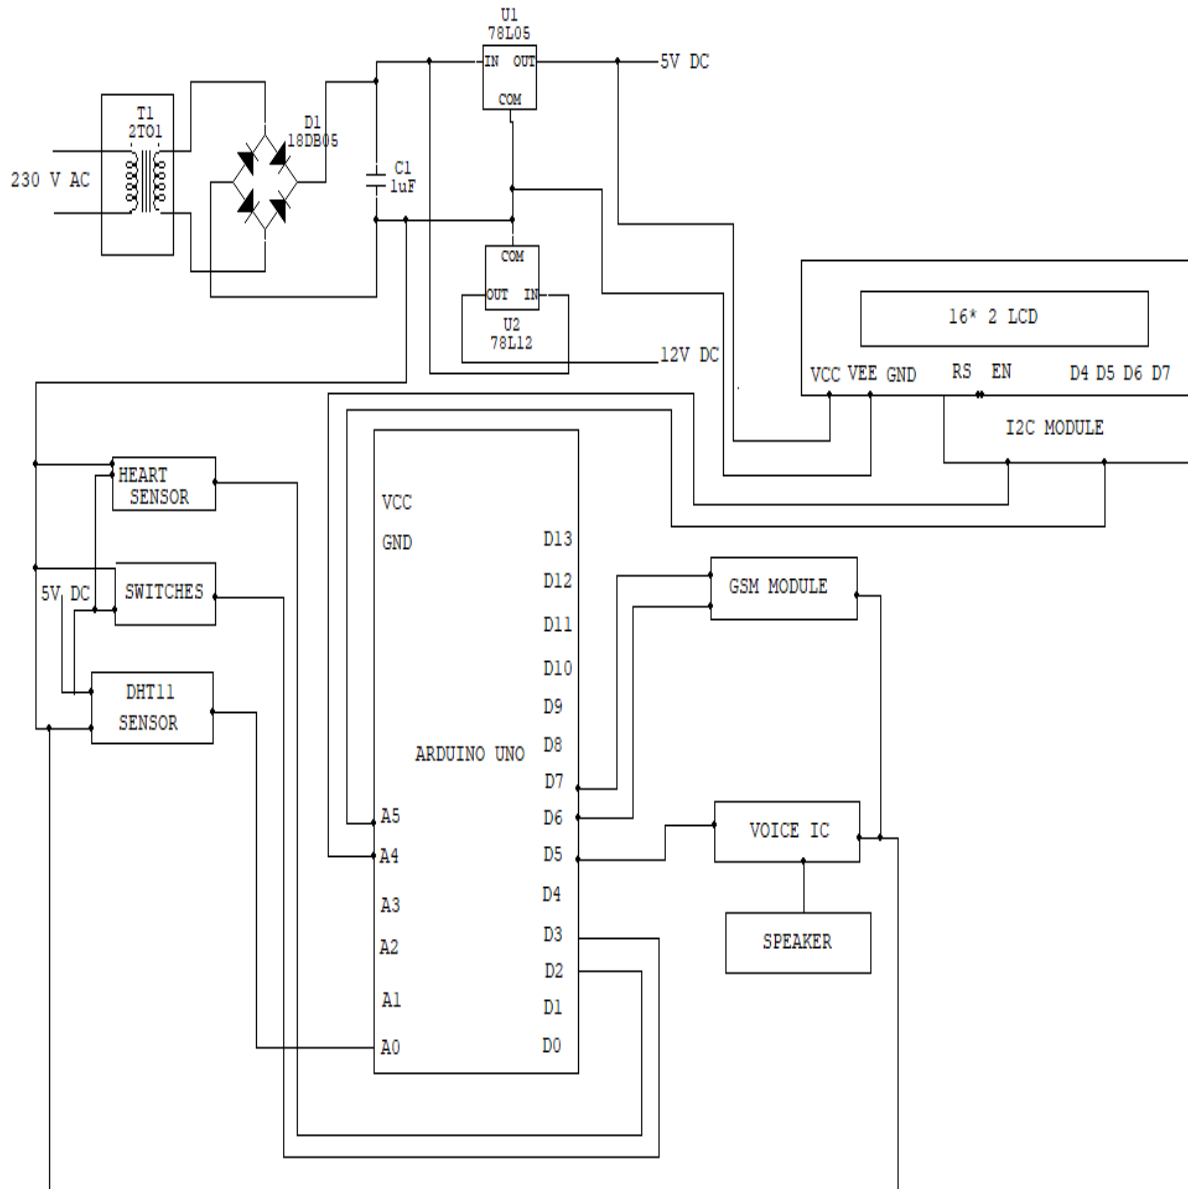 U1
78L05
IN OUT
COM
5V DC
T1
2TO1
D1
18DB05
230 V AC
C1
1uF
COM
OUT IN
U2
78L12
12V DC
16* 2 LCD
VCC VEE GND RS EN D4 D5 D6 D7
I2C MODULE
HEART
SENSOR
SWITCHES
5V DC
DHT11
SENSOR
VCC
GND
ARDUINO UNO
A5
A4
A3
A2
A1
A0
D13
D12
D11
D10
D9
D8
D7
D6
D5
D4
D3
D2
D1
D0
GSM MODULE
VOICE IC
SPEAKER